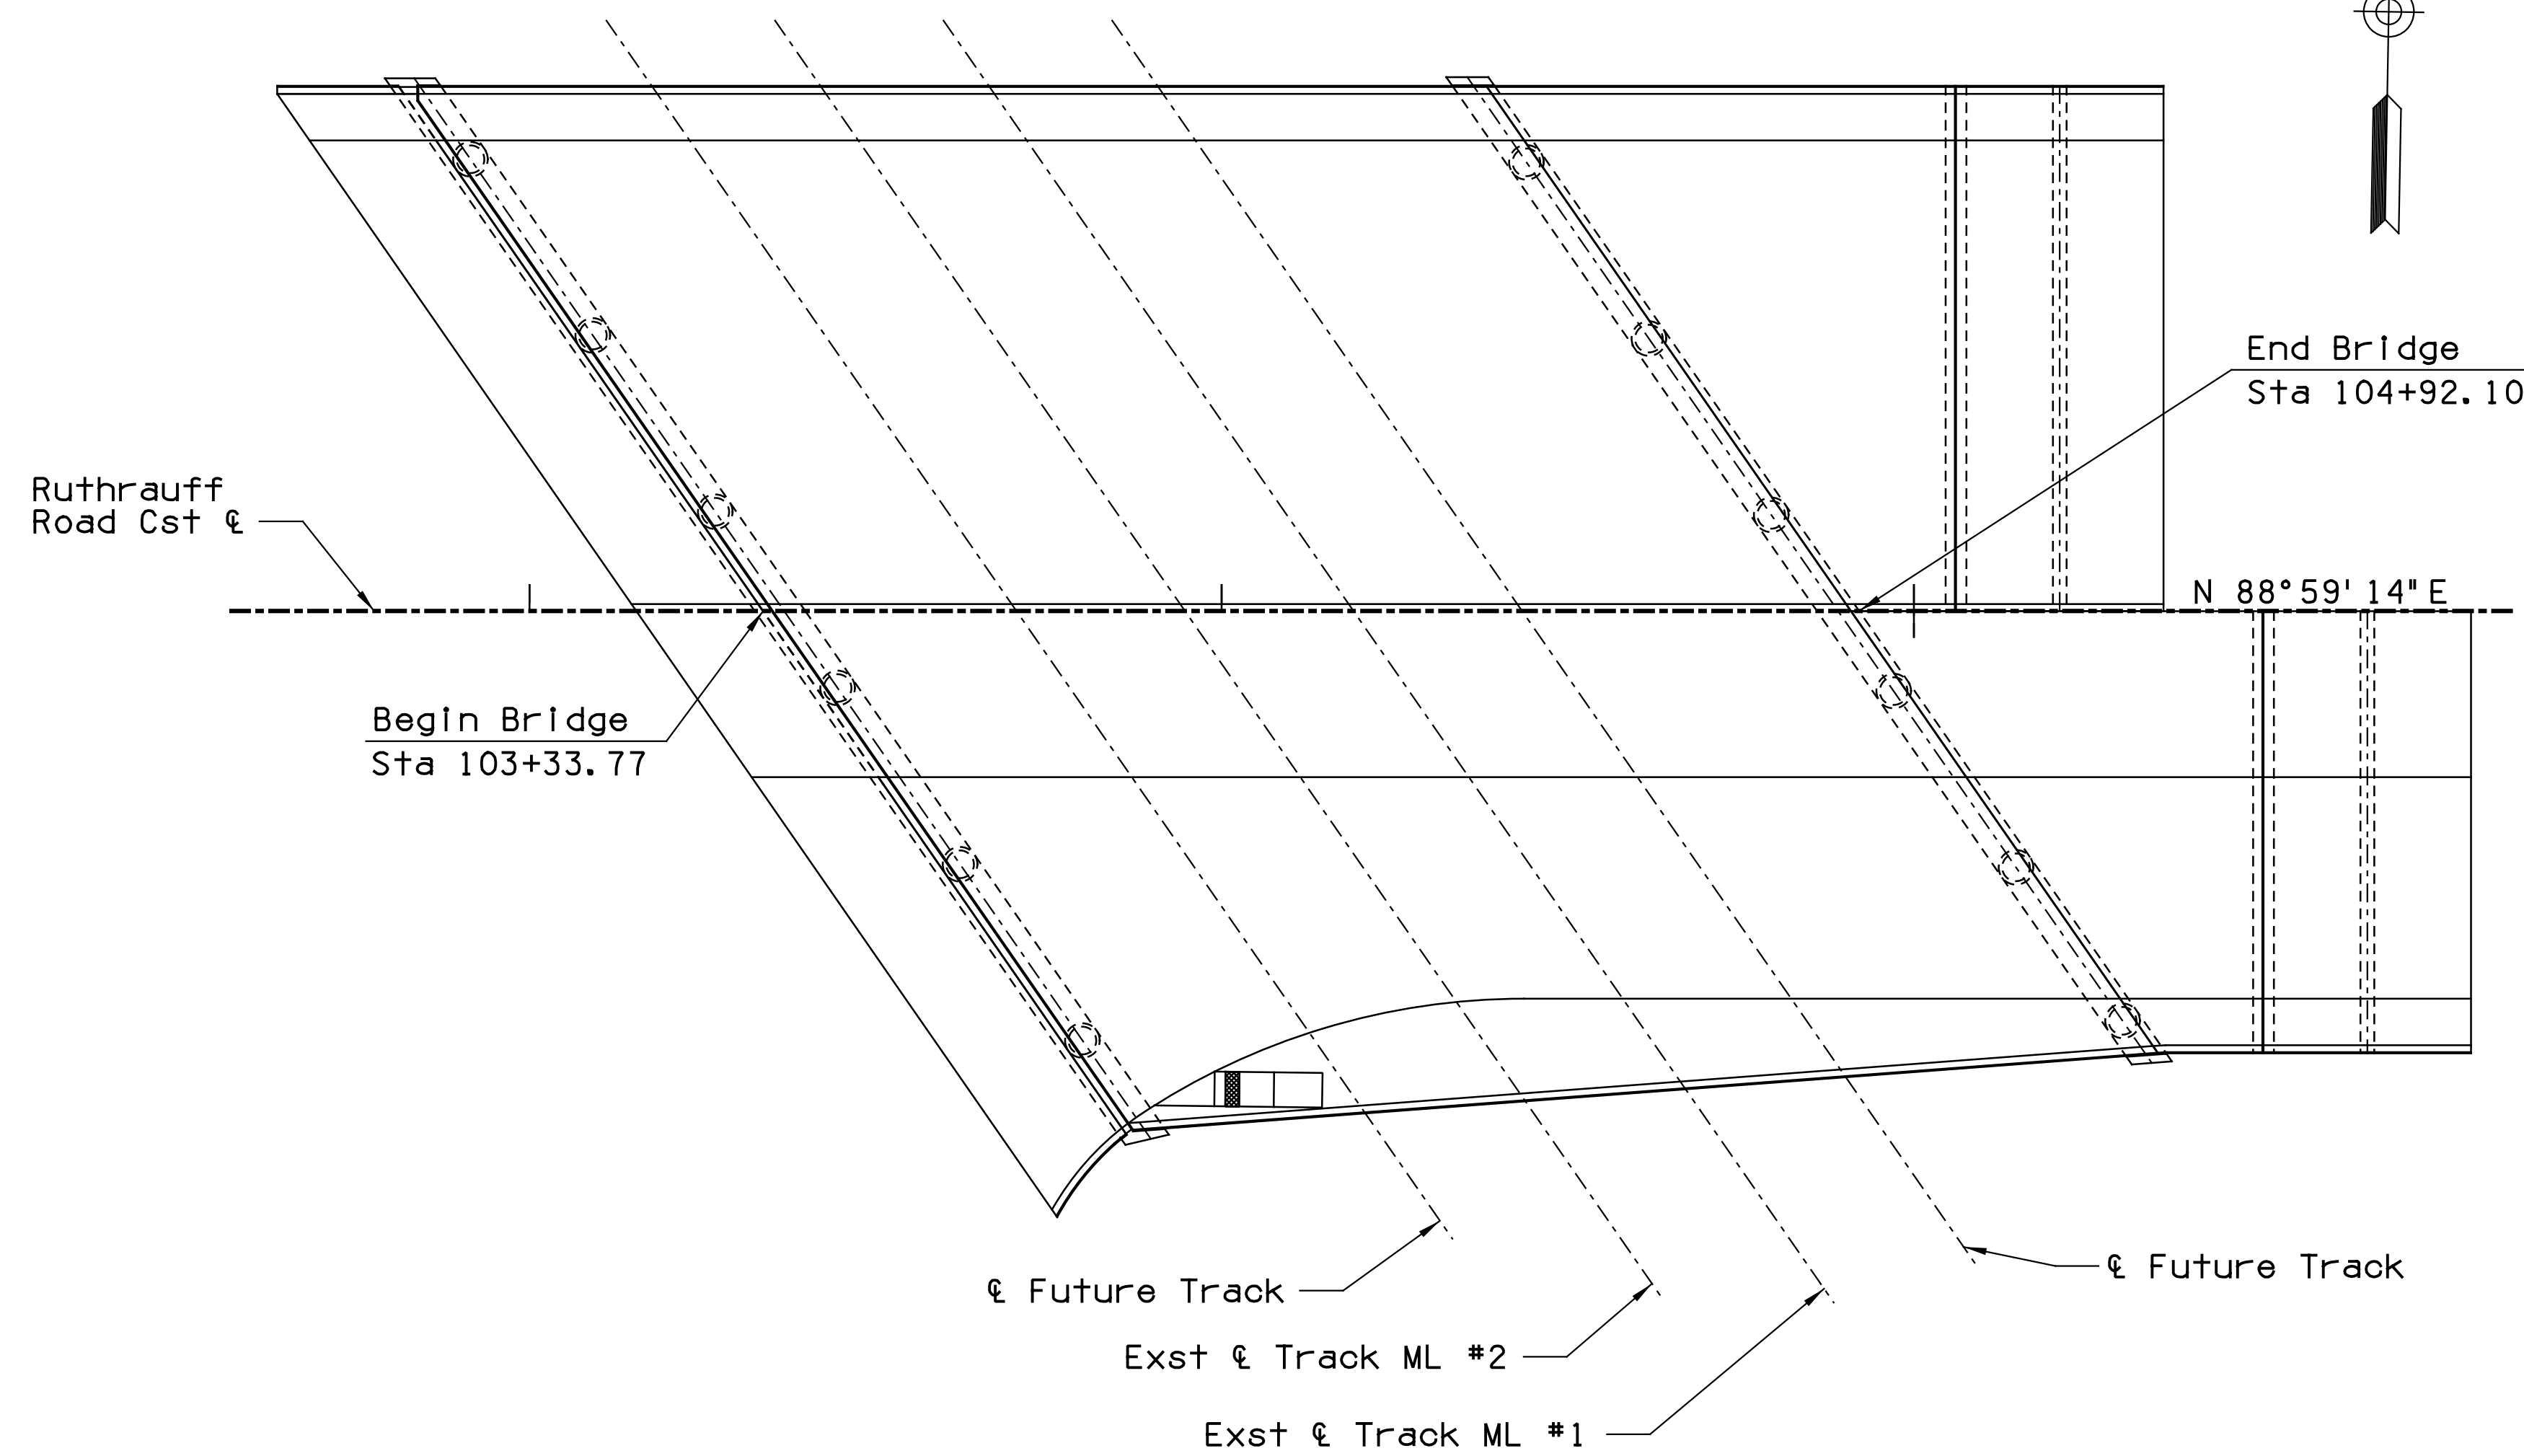 End Bridge
Sta 104+92.10
Ruthrauff
Road Cst ℄
N 88°59'14"E
Begin Bridge
Sta 103+33.77
℄ Future Track
℄ Future Track
Exst ℄ Track ML #2
Exst ℄ Track ML #1